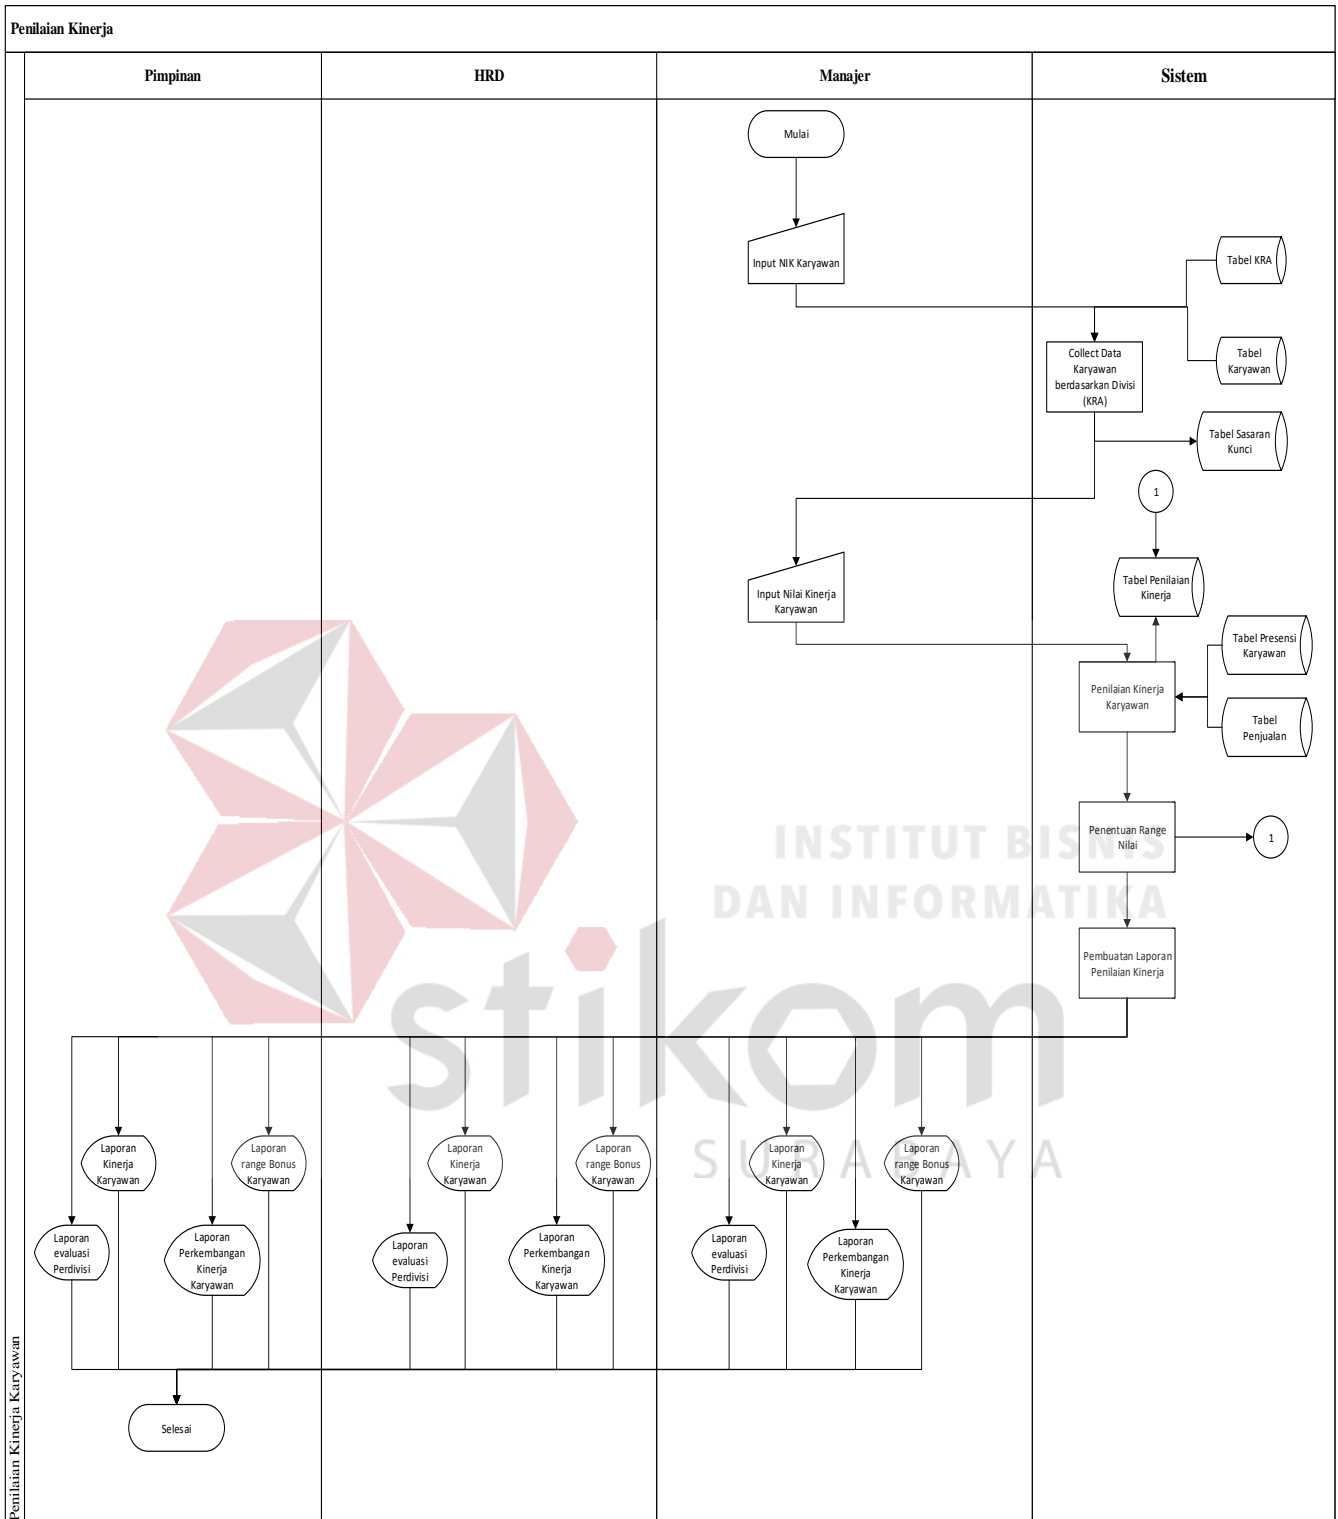 Penilaian Kinerja
Pimpinan
HRD
Manajer
Sistem
Mulai
Input NIK Karyawan
Tabel KRA
Collect Data
Karyawan
berdasarkan Divisi
(KRA)
Tabel
Karyawan
Tabel Sasaran
Kunci
1
Input Nilai Kinerja
Karyawan
Tabel Penilaian
Kinerja
Tabel Presensi
Karyawan
Penilaian Kinerja
Karyawan
Tabel
Penjualan
Penentuan Range
Nilai
1
INSTITUT BISNIS
DAN INFORMATIKA
Pembuatan Laporan
Penilaian Kinerja
stikom
SURABAYA
Laporan
Kinerja
Karyawan
Laporan
range Bonus
Karyawan
Laporan
Kinerja
Karyawan
Laporan
range Bonus
Karyawan
Laporan
Kinerja
Karyawan
Laporan
range Bonus
Karyawan
Laporan
evaluasi
Perdivisi
Laporan
Perkembangan
Kinerja
Karyawan
Laporan
evaluasi
Perdivisi
Laporan
Perkembangan
Kinerja
Karyawan
Laporan
evaluasi
Perdivisi
Laporan
Perkembangan
Kinerja
Karyawan
Selesai
Penilaian Kinerja Karyawan